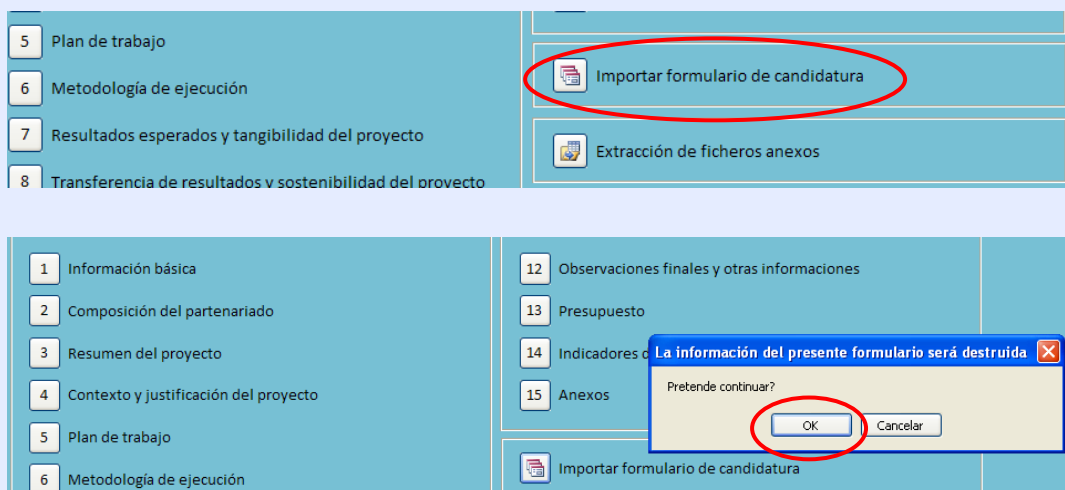 5 Plan de trabajo
6 Metodología de ejecución
7 Resultados esperados y tangibilidad del proyecto
8 Transferencia de resultados y sostenibilidad del proyecto
Importar formulario de candidatura
Extracción de ficheros anexos
1 Información básica
2 Composición del partenariado
3 Resumen del proyecto
4 Contexto y justificación del proyecto
5 Plan de trabajo
6 Metodología de ejecución
12 Observaciones finales y otras informaciones
13 Presupuesto
14 Indicadores d
15 Anexos
Importar formulario de candidatura
La información del presente formulario será destruida
Pretende continuar?
OK Cancelar